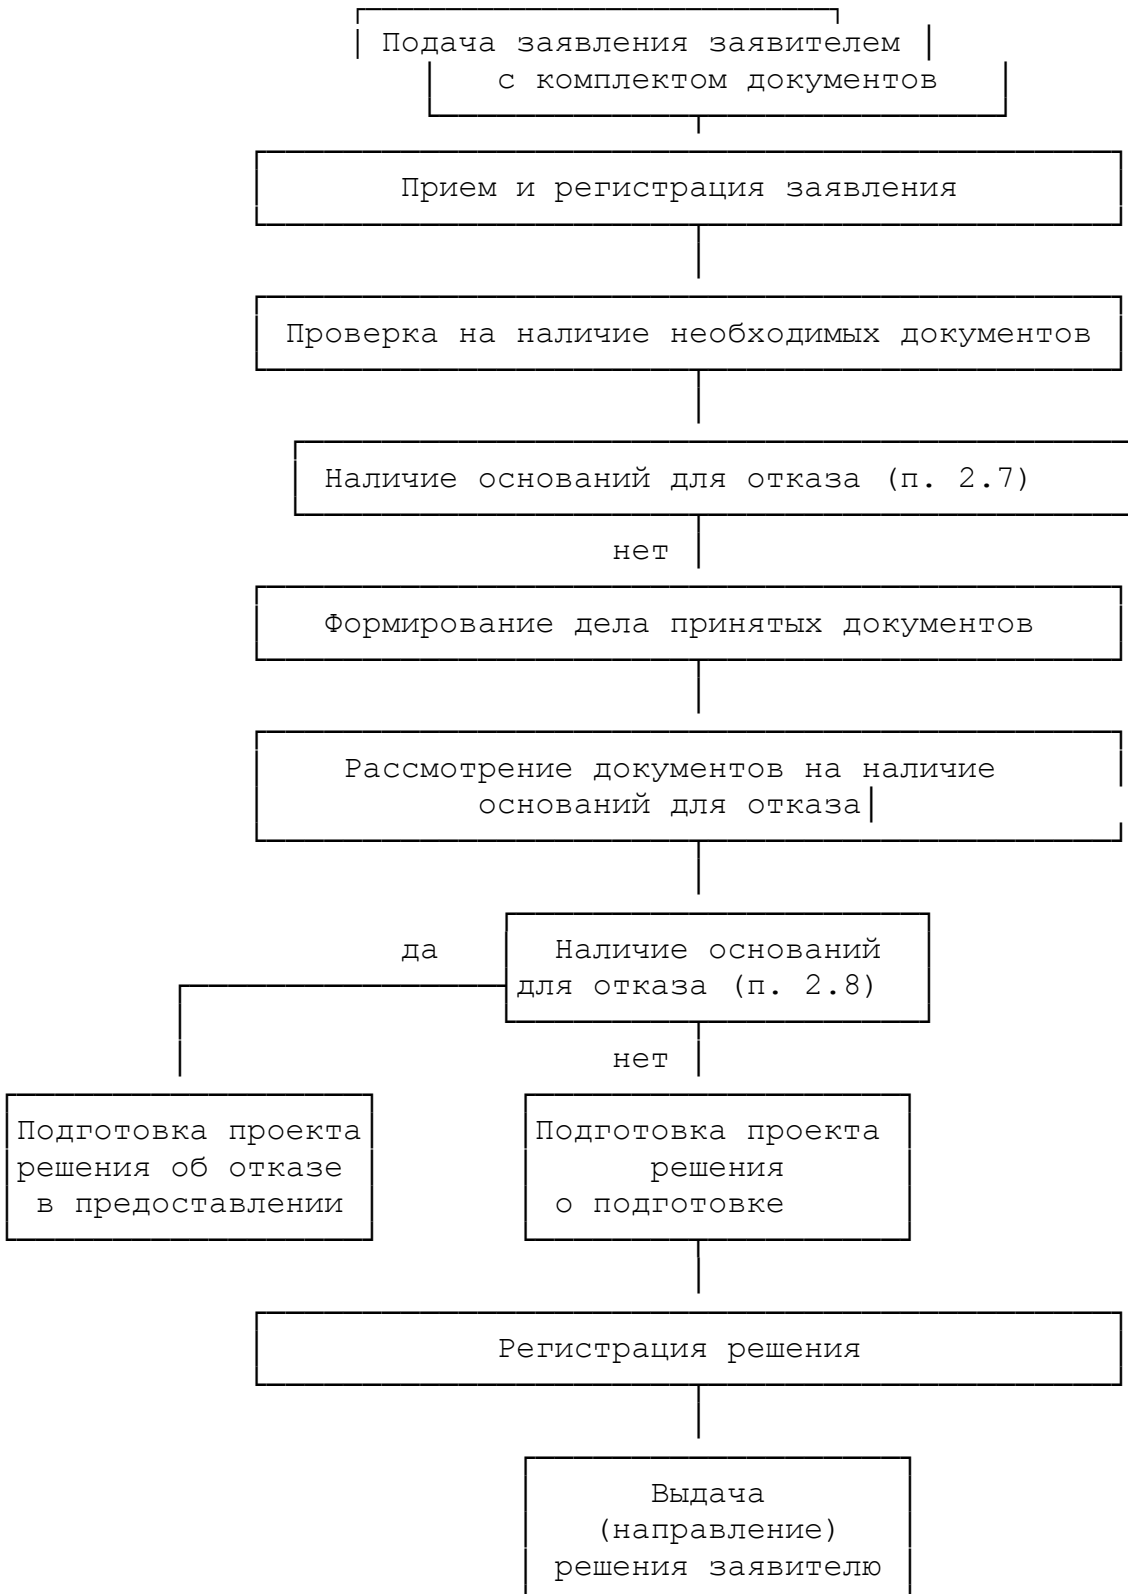 Подача заявления заявителем
с комплектом документов
Прием и регистрация заявления
Проверка на наличие необходимых документов
Наличие оснований для отказа (п. 2.7)
нет
Формирование дела принятых документов
Рассмотрение документов на наличие
оснований для отказа
да
Наличие оснований
для отказа (п. 2.8)
нет
Подготовка проекта
решения об отказе
в предоставлении
Подготовка проекта
решения
о подготовке
Регистрация решения
Выдача
(направление)
решения заявителю